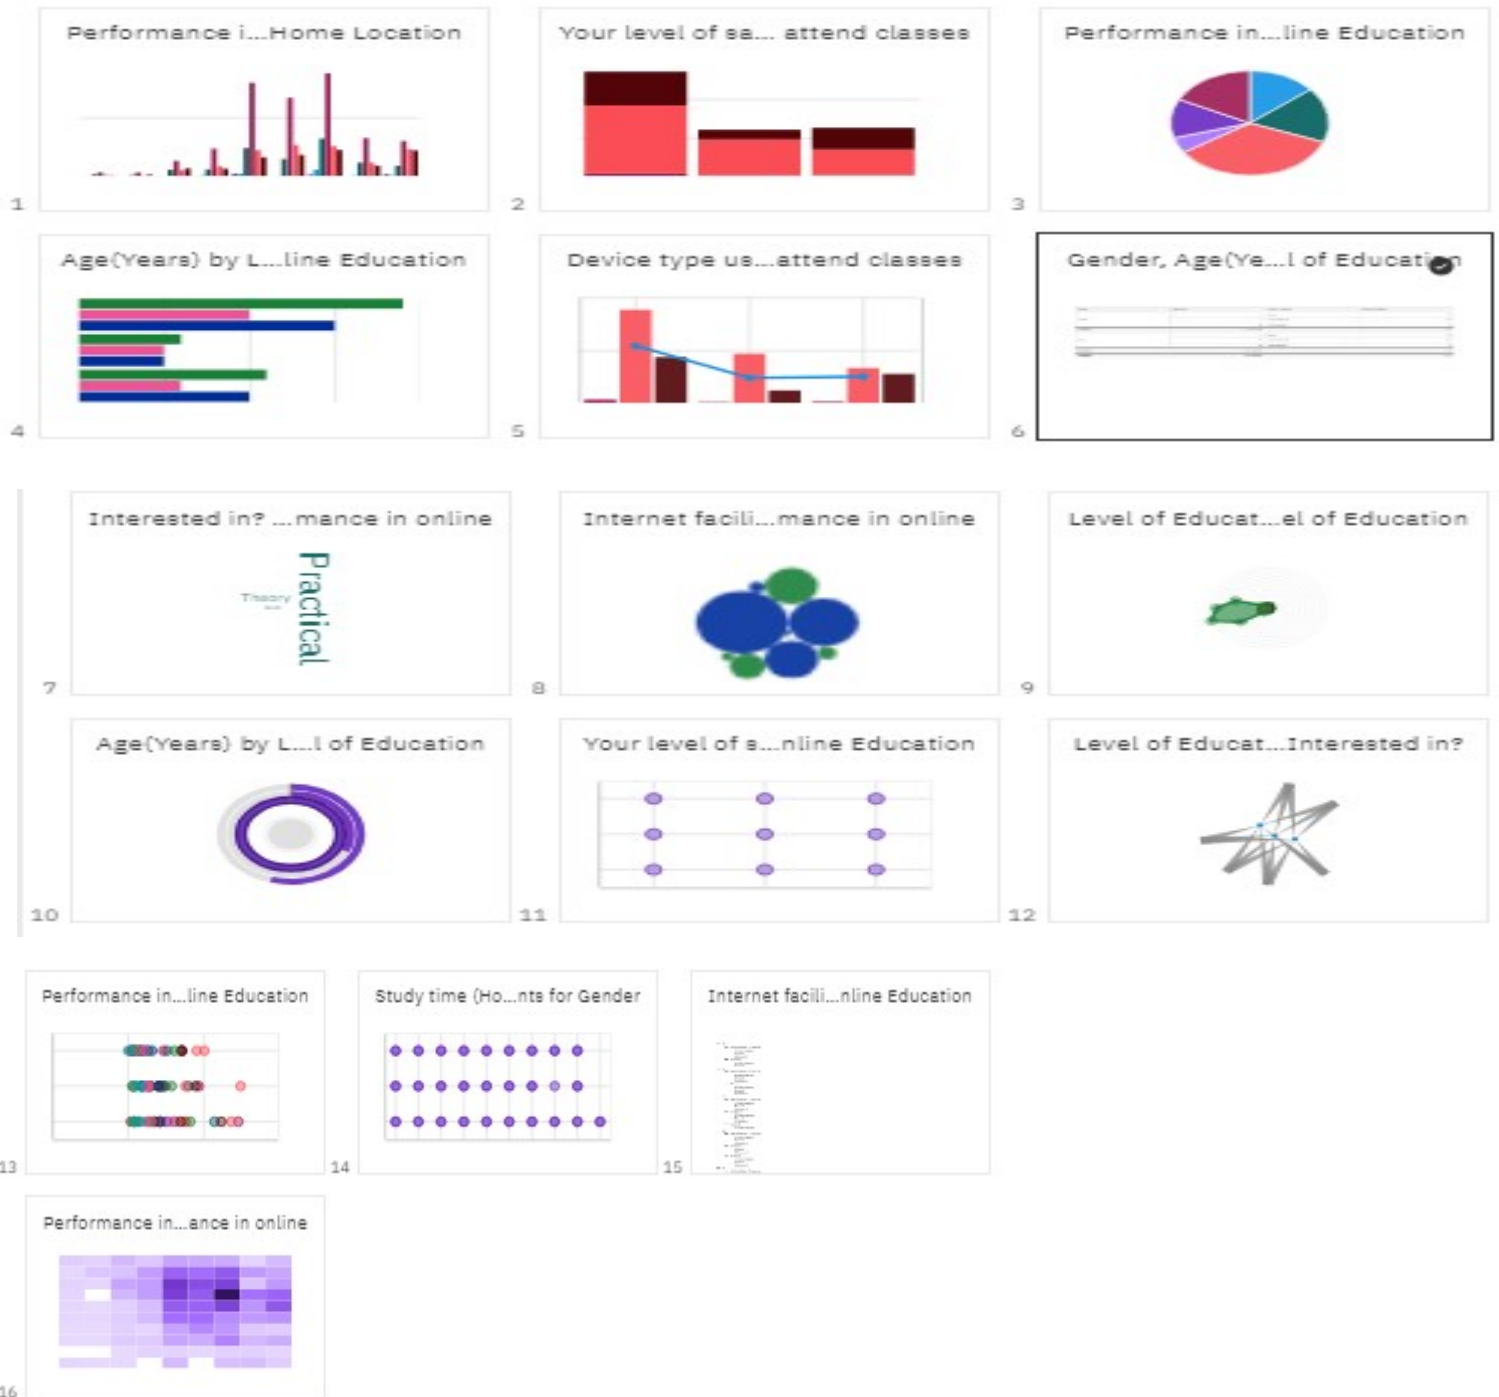 Performance i...Home Location
Your level of sa... attend classes
Performance in...line Education
1
2
3
Age(Years) by L...line Education
Device type us...attend classes
Gender, Age(Ye...l of Education
4
5
6
Interested in? ...mance in online
Internet facili...mance in online
Level of Educat...el of Education
Practical
Theory
7
8
9
Age(Years) by L...l of Education
Your level of s...nline Education
Level of Educat...Interested in?
10
11
12
Performance in...line Education
Study time (Ho...nts for Gender
Internet facili...nline Education
13
14
15
Performance in...ance in online
16